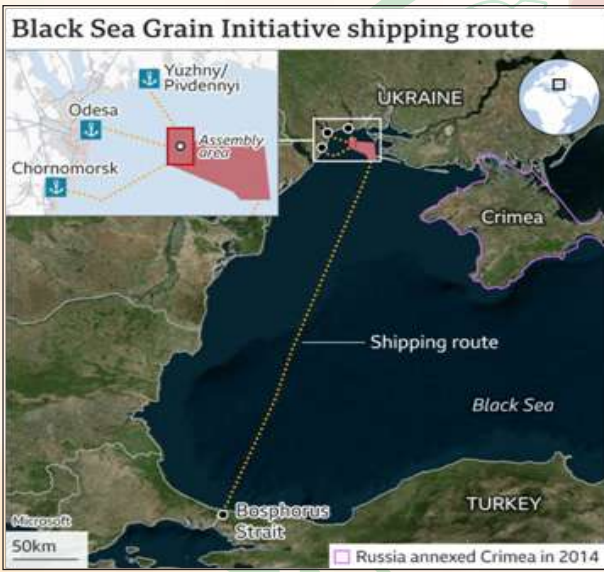 Black Sea Grain Initiative shipping route
Yuzhny/
Pivdennyi
Odesa
Assembly
area
Chornomorsk
UKRAINE
Crimea
Shipping route
Black Sea
Bosphorus
Strait
TURKEY
Microsoft
50km
Russia annexed Crimea in 2014